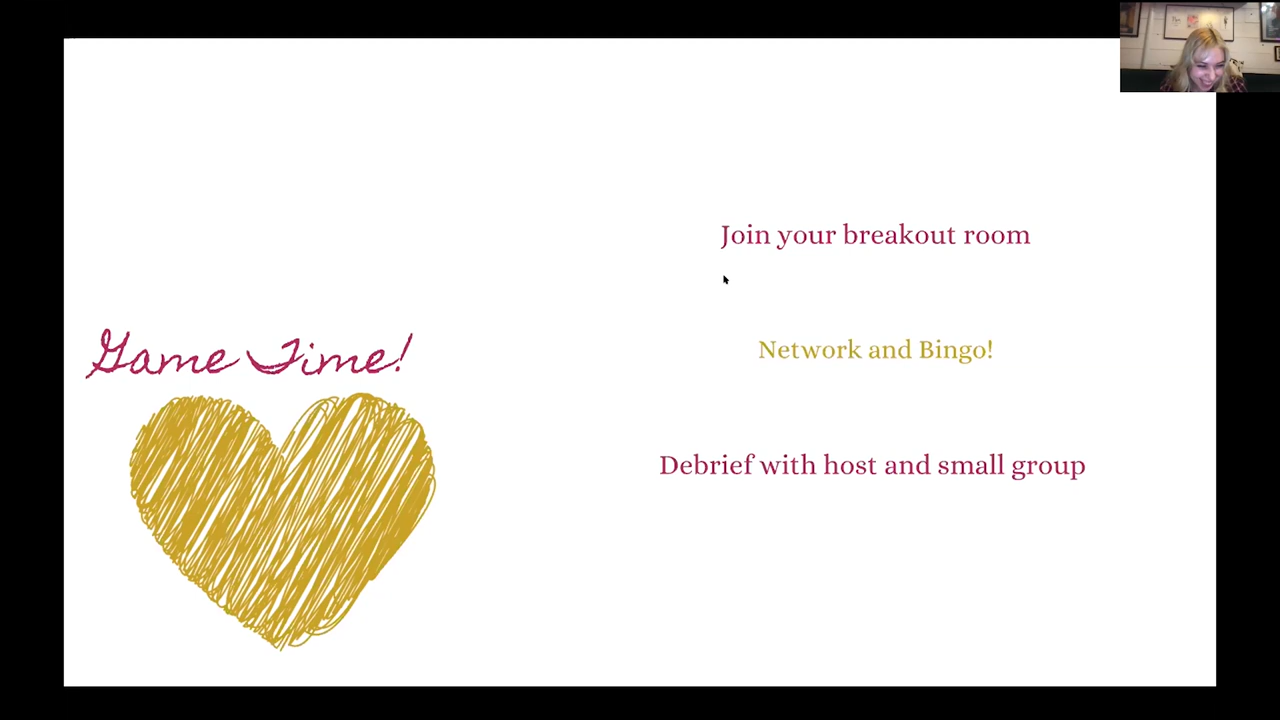 Game Time!
Join your breakout room
Network and Bingo!
Debrief with host and small group